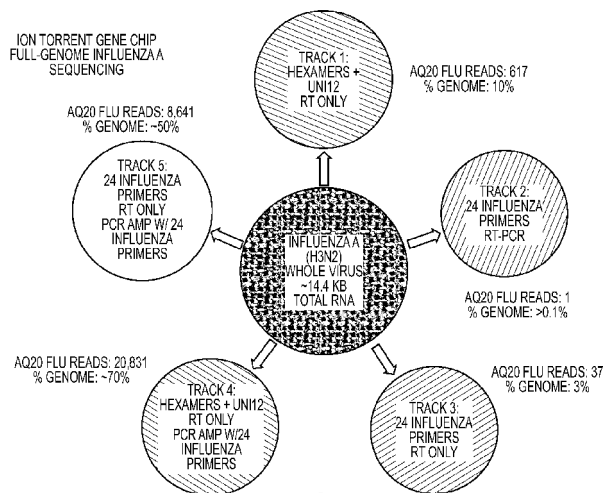 ION TORRENT GENE CHIP
FULL-GENOME INFLUENZA A
SEQUENCING
TRACK 1:
HEXAMERS +
UNI12
RT ONLY
AQ20 FLU READS: 617
% GENOME: 10%
AQ20 FLU READS: 8,641
% GENOME: ~50%
TRACK 5:
24 INFLUENZA
PRIMERS
RT ONLY
PCR AMP W/ 24
INFLUENZA
PRIMERS
TRACK 2:
24 INFLUENZA
PRIMERS
RT-PCR
INFLUENZA A
(H3N2)
WHOLE VIRUS
~14.4 KB
TOTAL RNA
AQ20 FLU READS: 1
% GENOME: >0.1%
AQ20 FLU READS: 20,831
% GENOME: ~70%
TRACK 4:
HEXAMERS + UNI12
RT ONLY
PCR AMP W/24
INFLUENZA
PRIMERS
AQ20 FLU READS: 37
% GENOME: 3%
TRACK 3:
24 INFLUENZA
PRIMERS
RT ONLY